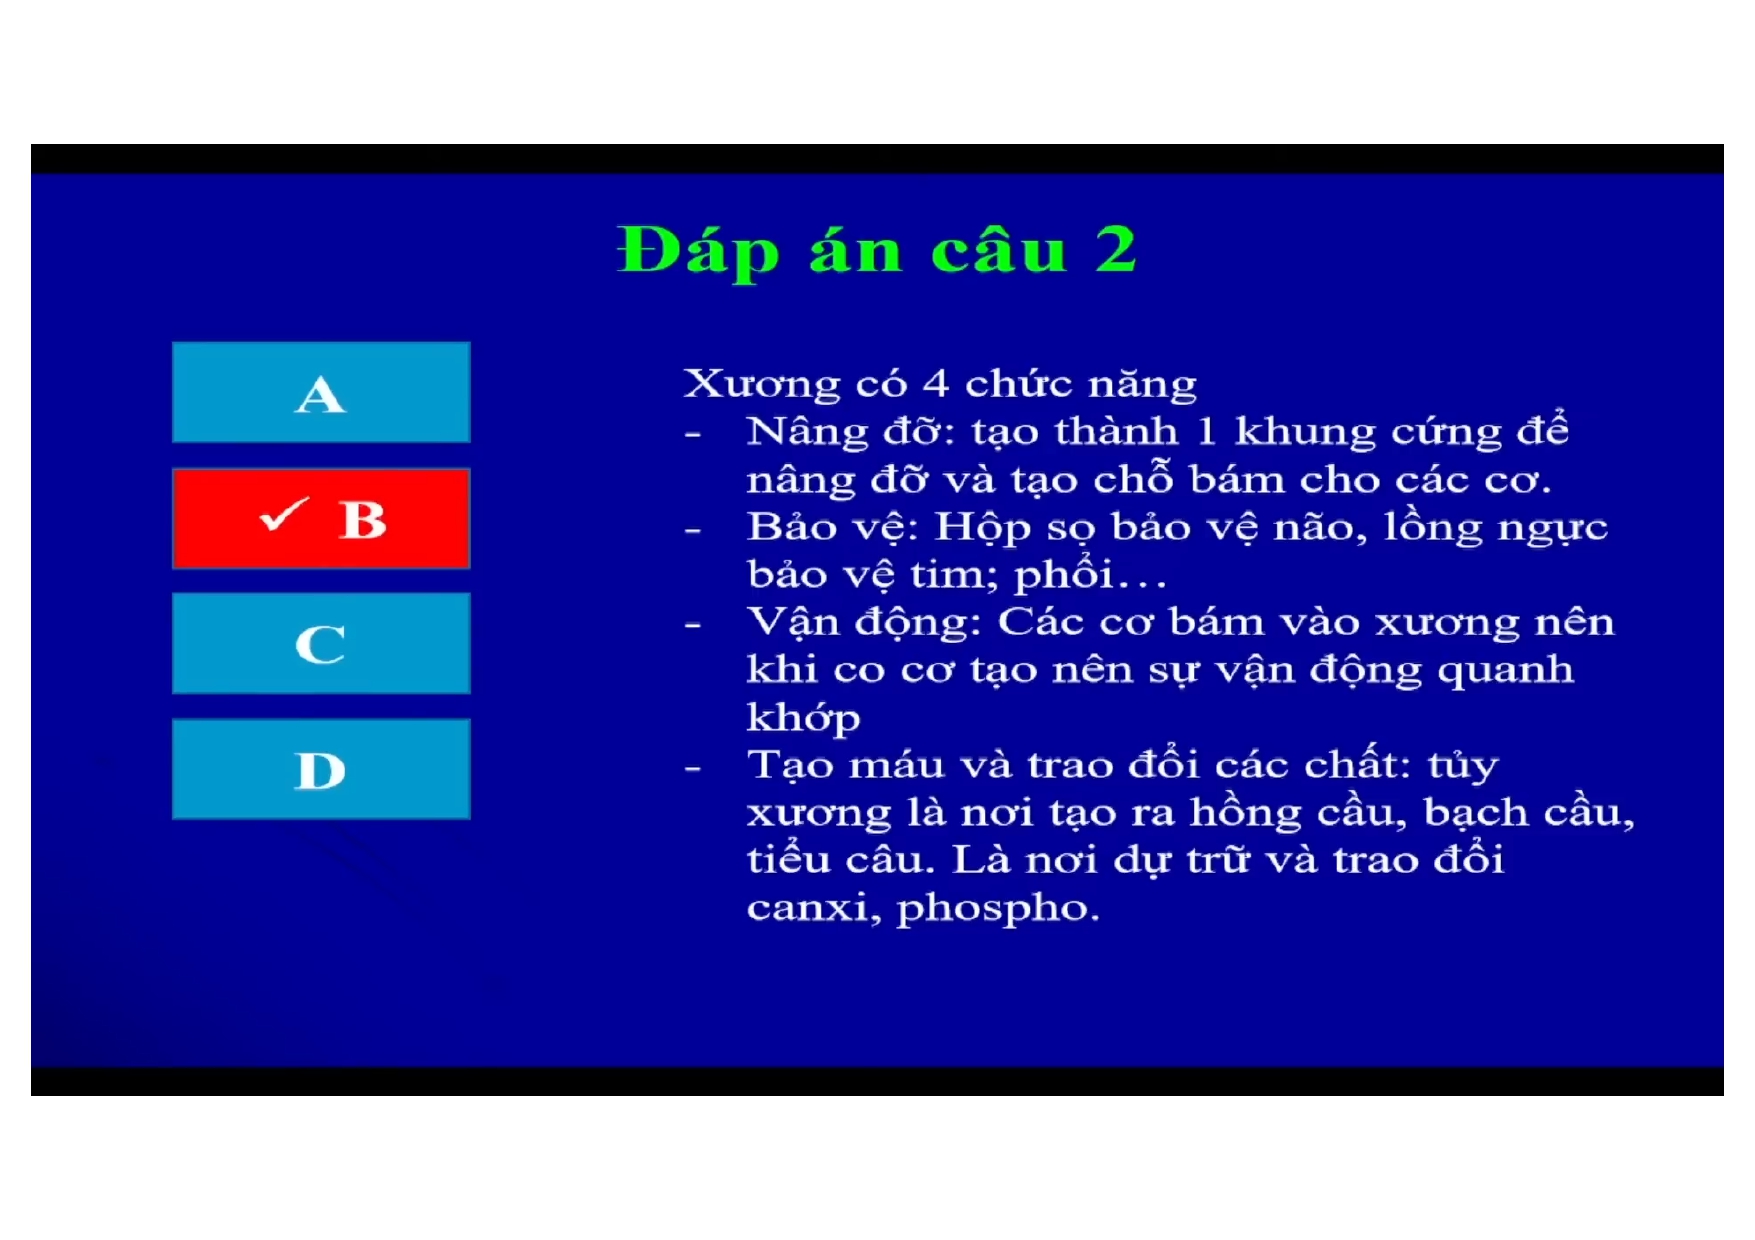 Đáp án câu 2
A
✓ B
C
D
Xương có 4 chức năng
- Nâng đỡ: tạo thành 1 khung cứng để
nâng đỡ và tạo chỗ bám cho các cơ.
- Bảo vệ: Hộp sọ bảo vệ não, lồng ngực
bảo vệ tim; phổi…
- Vận động: Các cơ bám vào xương nên
khi co cơ tạo nên sự vận động quanh
khớp
- Tạo máu và trao đổi các chất: tủy
xương là nơi tạo ra hồng cầu, bạch cầu,
tiểu câu. Là nơi dự trữ và trao đổi
canxi, phospho.